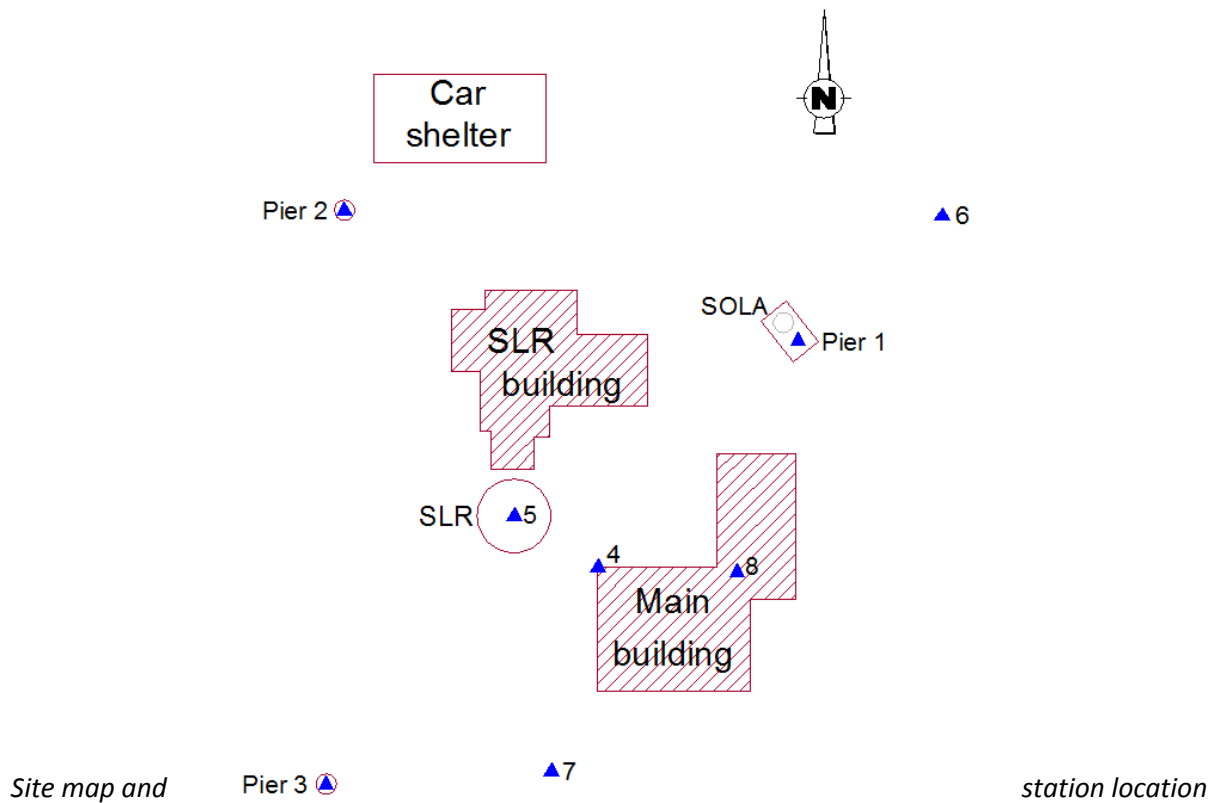 Car
shelter
N
Pier 2
6
SOLA
Pier 1
SLR
building
SLR
5
4
8
Main
building
7
Pier 3
Site map and station location